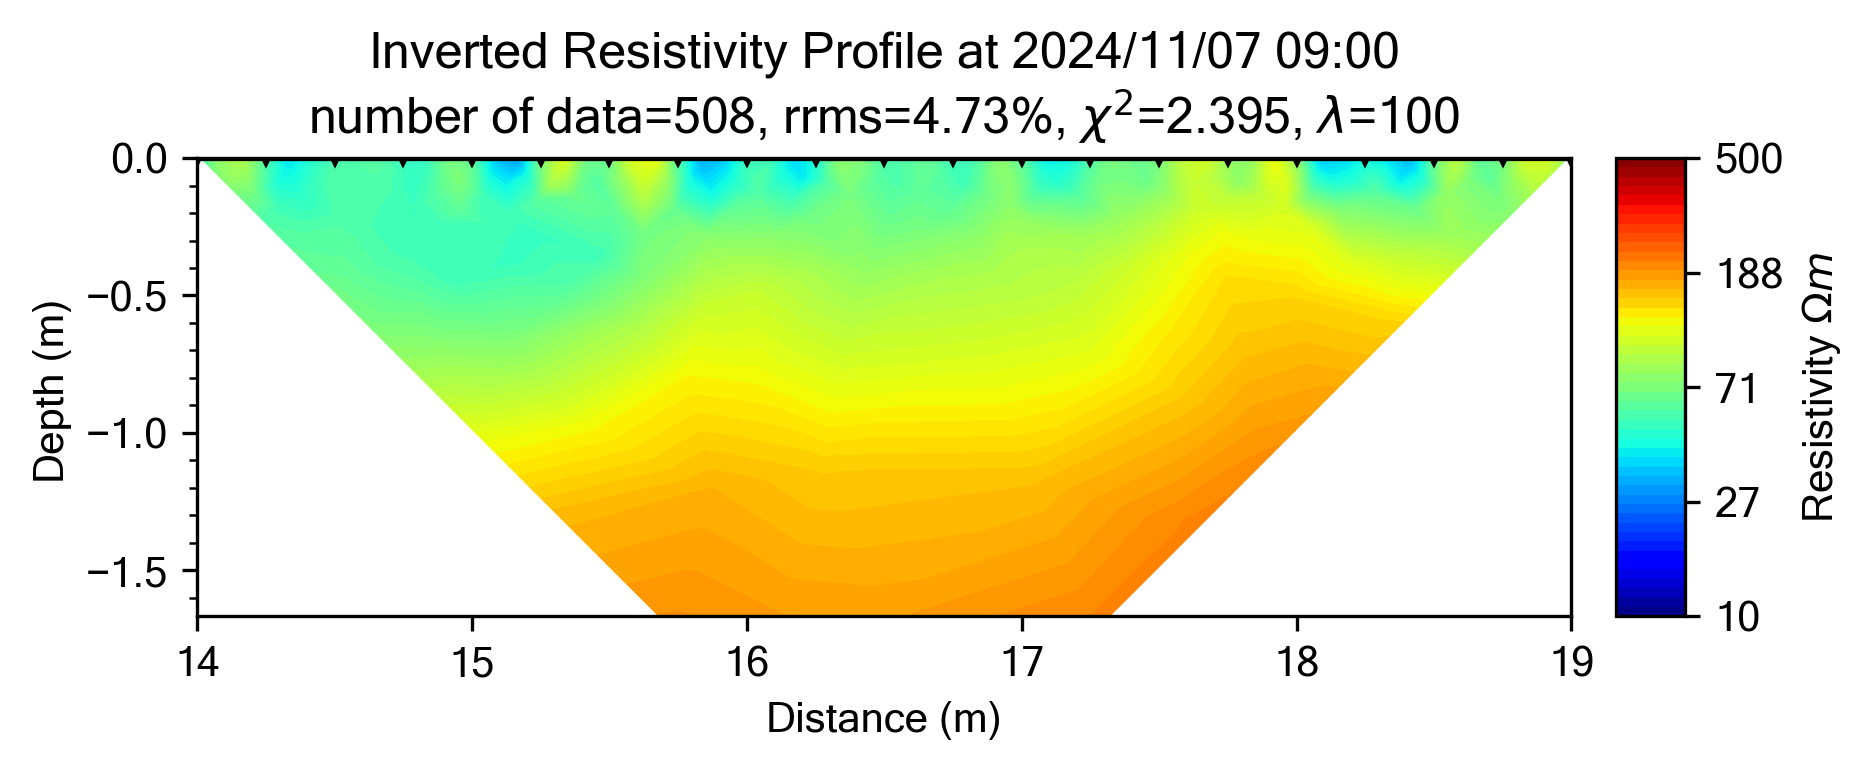 Inverted Resistivity Profile at 2024/11/07 09:00
number of data=508, rrms=4.73%, χ²=2.395, λ=100
0.0
−0.5
−1.0
−1.5
Depth (m)
14 15 16 17 18 19
Distance (m)
500
188
71
27
10
Resistivity Ωm